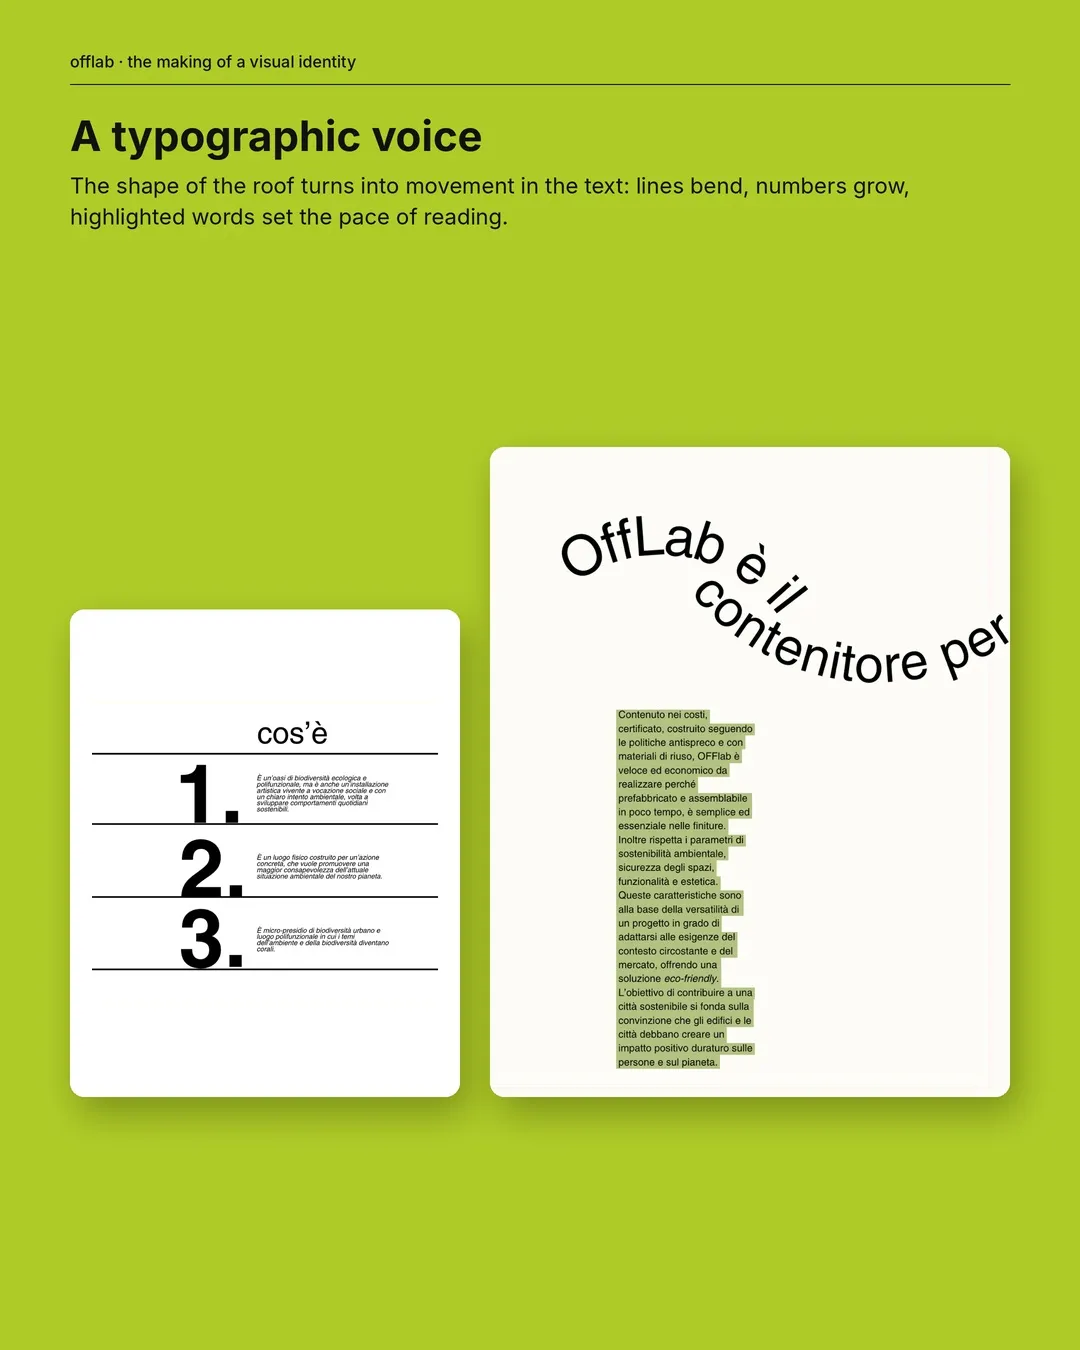 offlab · the making of a visual identity
A typographic voice
The shape of the roof turns into movement in the text: lines bend, numbers grow,
highlighted words set the pace of reading.
cos’è
1.
È un’oasi di biodiversità ecologica e
polifunzionale, ma è anche un’installazione
artistica vivente a vocazione sociale e con
un chiaro intento ambientale, volta a
sviluppare comportamenti quotidiani
sostenibili.
2.
È un luogo fisico costruito per un’azione
concreta, che vuole promuovere una
maggior consapevolezza dell’attuale
situazione ambientale del nostro pianeta.
3.
È micro-presidio di biodiversità urbano e
luogo polifunzionale in cui i temi
dell’ambiente e della biodiversità diventano
corali.
OffLab è il
contenitore per
Contenuto nei costi,
certificato, costruito seguendo
le politiche antispreco e con
materiali di riuso, OFFlab è
veloce ed economico da
realizzare perché
prefabbricato e assemblabile
in poco tempo, è semplice ed
essenziale nelle finiture.
Inoltre rispetta i parametri di
sostenibilità ambientale,
sicurezza degli spazi,
funzionalità e estetica.
Queste caratteristiche sono
alla base della versatilità di
un progetto in grado di
adattarsi alle esigenze del
contesto circostante e del
mercato, offrendo una
soluzione eco-friendly.
L’obiettivo di contribuire a una
città sostenibile si fonda sulla
convinzione che gli edifici e le
città debbano creare un
impatto positivo duraturo sulle
persone e sul pianeta.